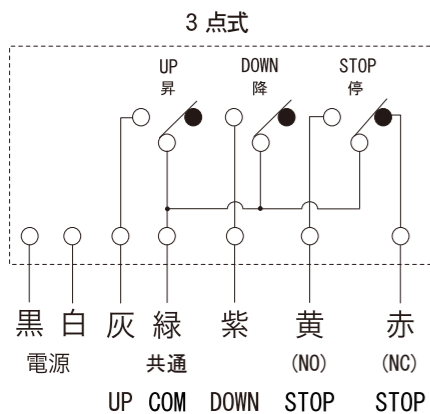 3 点式
UP DOWN STOP
昇 降 停
黒 白 灰 緑 紫 黄 赤
電源 共通 (NO) (NC)
UP COM DOWN STOP STOP